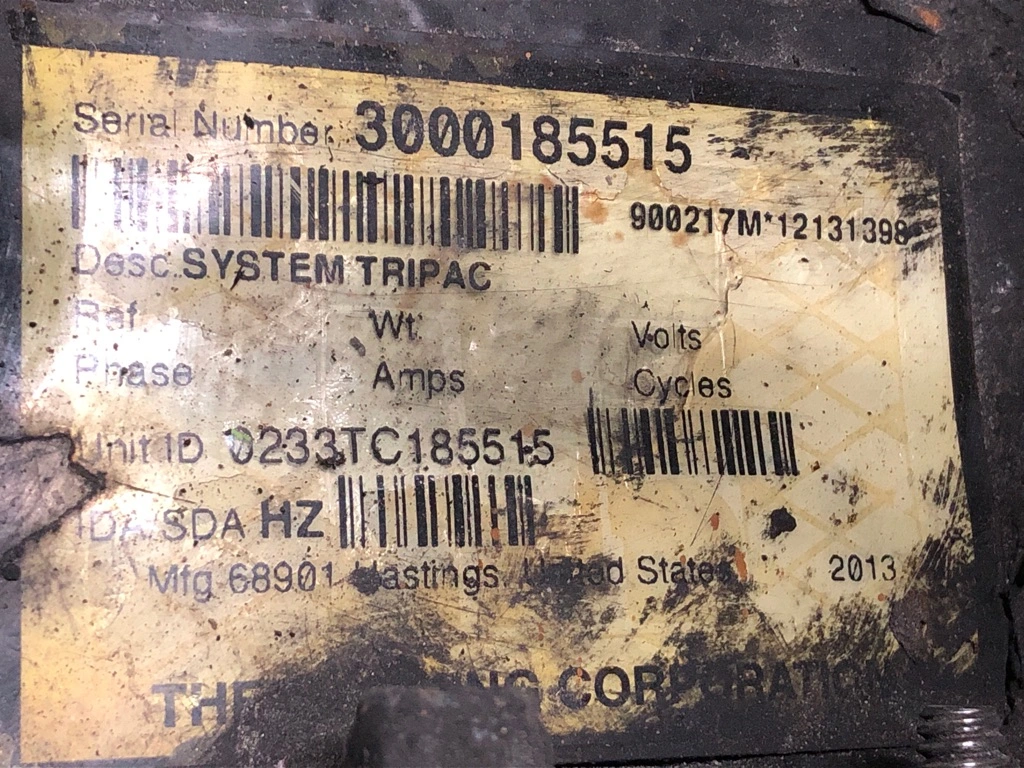 Serial Number 3000185515
900217M*12131398
Desc. SYSTEM TRIPAC
Ref Wt. Volts
Phase Amps Cycles
Unit ID 0233TC185515
IDA/SDA HZ
Mfg 68901 Hastings, United States 2013
CORPORATION